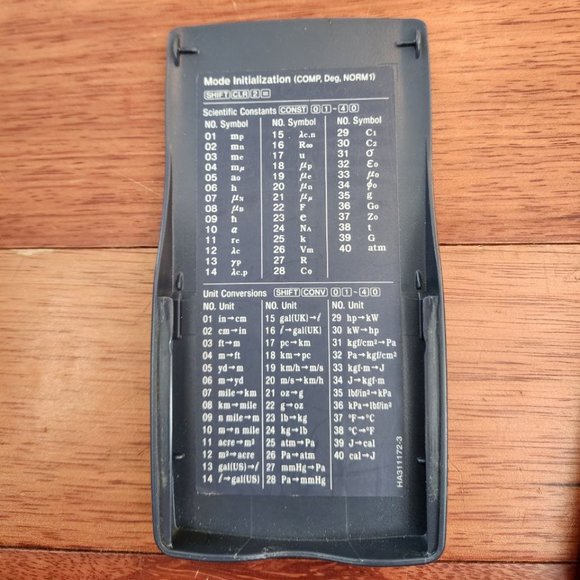 Mode Initialization (COMP, Deg, NORM1)
SHIFT CLR 2 =
Scientific Constants CONST 0 1 ~ 4 0
NO. Symbol NO. Symbol
01 mp 15 λc.n 29 C1
02 mn 16 R∞ 30 C2
03 me 17 u 31 σ
04 mμ 18 μp 32 ε0
05 a0 19 μe 33 μ0
06 h 20 μn 34 ϕ0
07 μN 21 μμ 35 g
08 μB 22 F 36 G0
09 ħ 23 e 37 Z0
10 α 24 NA 38 t
11 re 25 k 39 G
12 λc 26 Vm 40 atm
13 γp 27 R
14 λc.p 28 C0
Unit Conversions SHIFT CONV 0 1 ~ 4 0
NO. Unit NO. Unit NO. Unit
01 in→cm 15 gal(UK)→ℓ 29 hp→kW
02 cm→in 16 ℓ→gal(UK) 30 kW→hp
03 ft→m 17 pc→km 31 kgf/cm²→Pa
04 m→ft 18 km→pc 32 Pa→kgf/cm²
05 yd→m 19 km/h→m/s 33 kgf·m→J
06 m→yd 20 m/s→km/h 34 J→kgf·m
07 mile→km 21 oz→g 35 lbf/in²→kPa
08 km→mile 22 g→oz 36 kPa→lbf/in²
09 n mile→m 23 lb→kg 37 °F→°C
10 m→n mile 24 kg→lb 38 °C→°F
11 acre→m² 25 atm→Pa 39 J→cal
12 m²→acre 26 Pa→atm 40 cal→J
13 gal(US)→ℓ 27 mmHg→Pa
14 ℓ→gal(US) 28 Pa→mmHg
HA311172-3